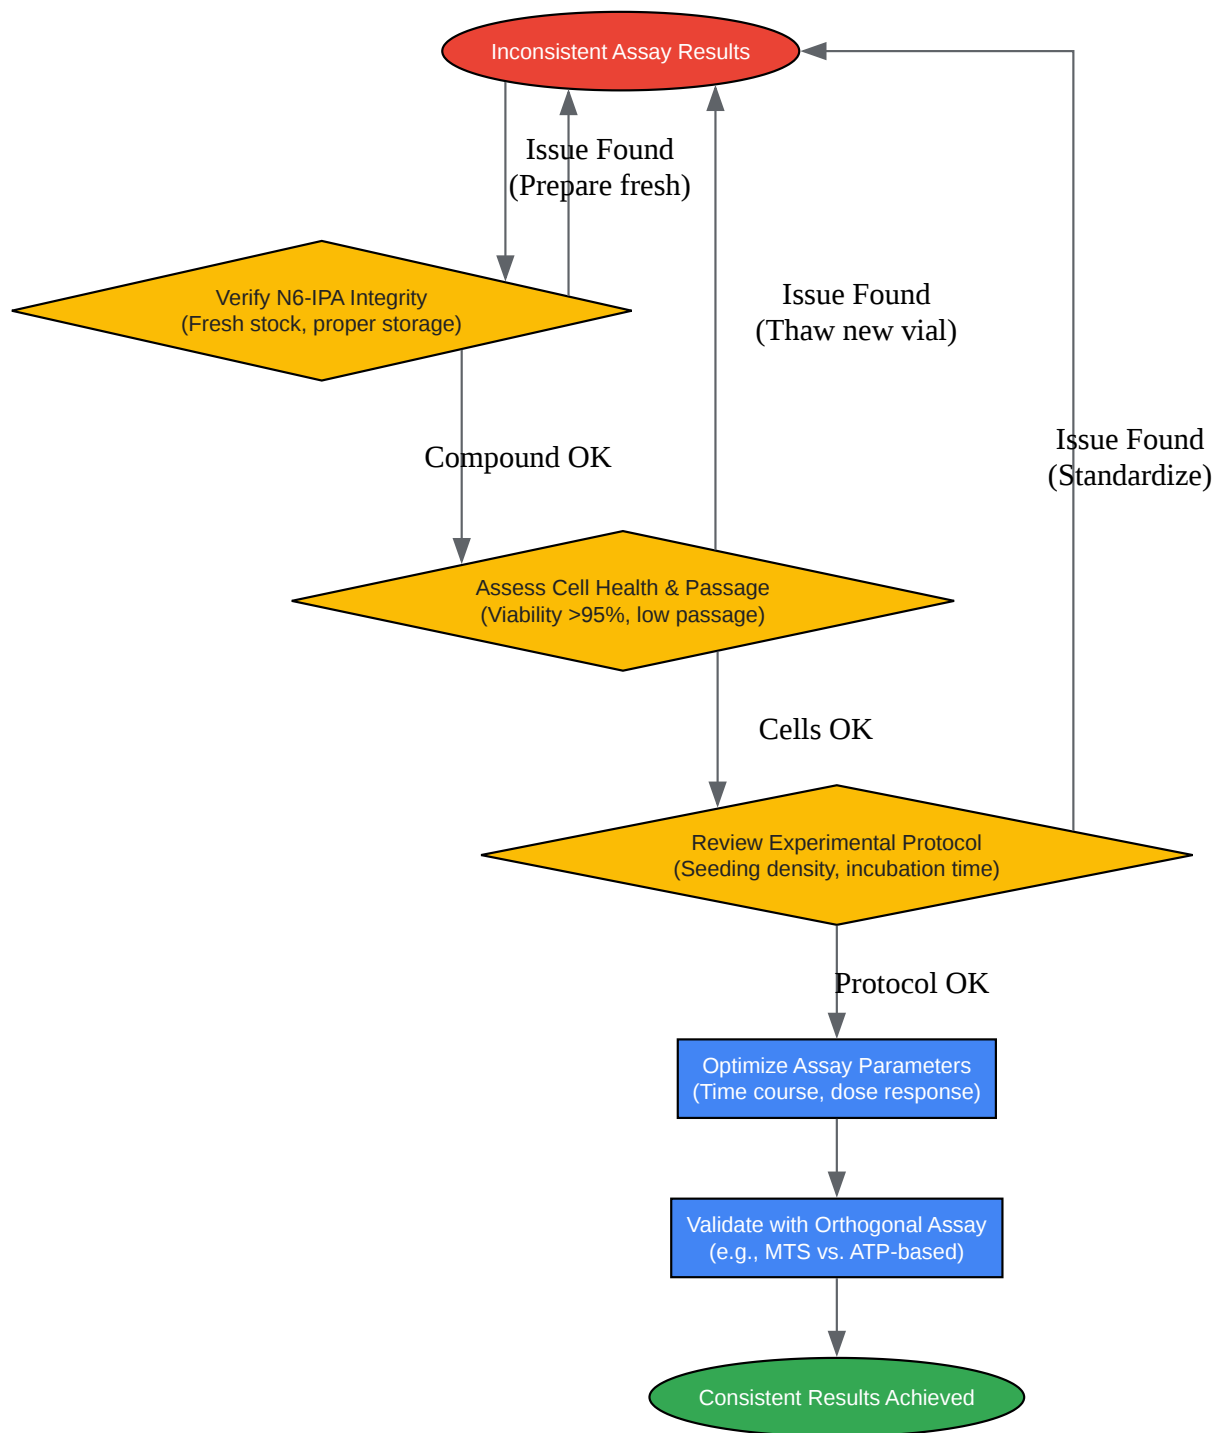 Inconsistent Assay Results
Issue Found
(Prepare fresh)
Verify N6-IPA Integrity
(Fresh stock, proper storage)
Issue Found
(Thaw new vial)
Issue Found
(Standardize)
Compound OK
Assess Cell Health & Passage
(Viability >95%, low passage)
Cells OK
Review Experimental Protocol
(Seeding density, incubation time)
Protocol OK
Optimize Assay Parameters
(Time course, dose response)
Validate with Orthogonal Assay
(e.g., MTS vs. ATP-based)
Consistent Results Achieved